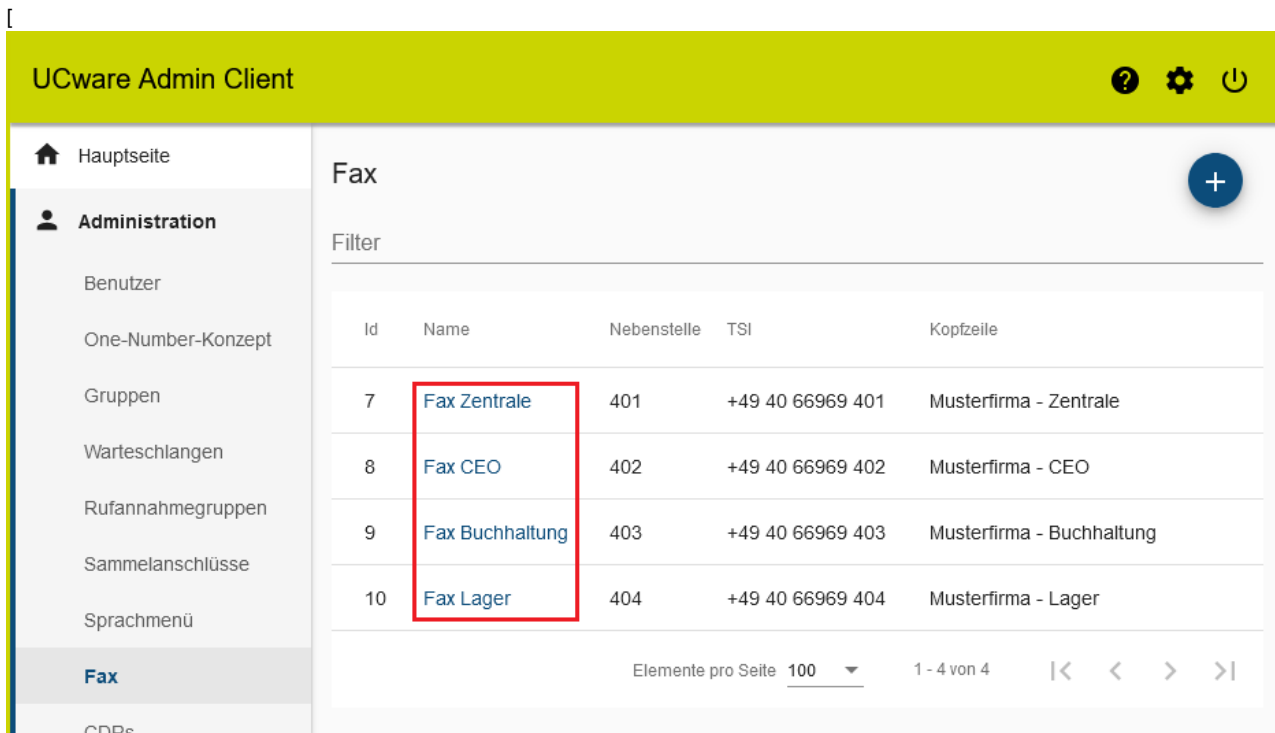 [
UCware Admin Client
Hauptseite
Administration
Benutzer
One-Number-Konzept
Gruppen
Warteschlangen
Rufannahmegruppen
Sammelanschlüsse
Sprachmenü
Fax
CDRs
Fax
Filter
Id Name Nebenstelle TSI Kopfzeile
7 Fax Zentrale 401 +49 40 66969 401 Musterfirma - Zentrale
8 Fax CEO 402 +49 40 66969 402 Musterfirma - CEO
9 Fax Buchhaltung 403 +49 40 66969 403 Musterfirma - Buchhaltung
10 Fax Lager 404 +49 40 66969 404 Musterfirma - Lager
Elemente pro Seite 100 1 - 4 von 4